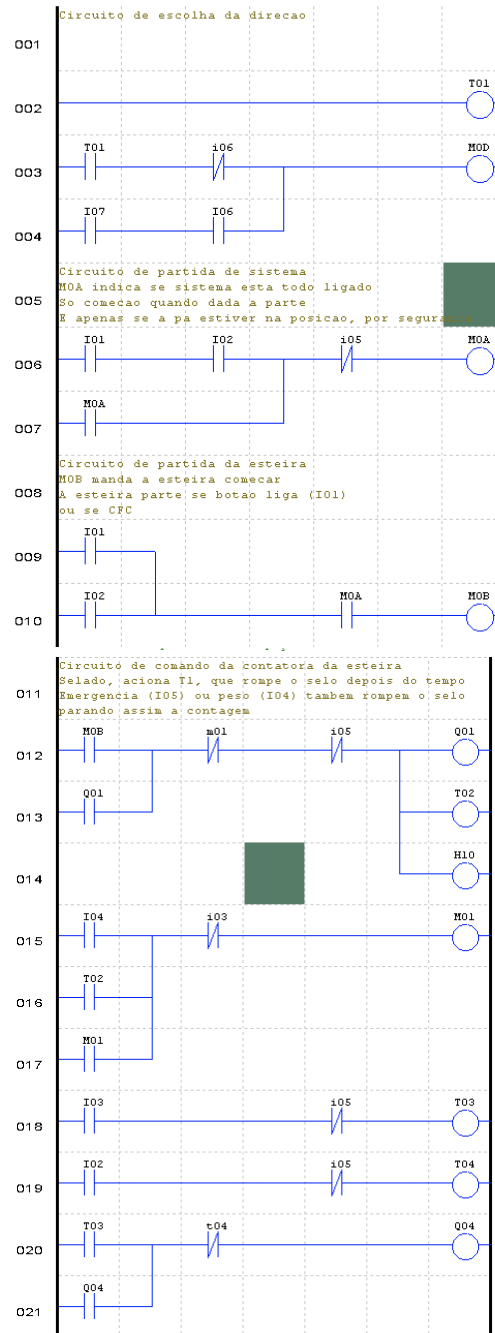 Circuito de escolha da direcao
001
T01
002
T01 i06 M0D
003
I07 I06
004
Circuito de partida de sistema
M0A indica se sistema esta todo ligado
So comecao quando dada a parte
E apenas se a pa estiver na posicao, por
005
I01 I02 i05 M0A
006
M0A
007
Circuito de partida da esteira
M0B manda a esteira comecar
A esteira parte se botao liga (I01)
ou se CFC
008
I01
009
I02 M0A M0B
010
Circuito de comando da contatora da esteira
Selado, aciona T1, que rompe o selo depois do tempo
Emergencia (I05) ou peso (I04) tambem rompem o selo
parando assim a contagem
011
M0B m01 i05 Q01
012
Q01 T02
013
H10
014
I04 i03 M01
015
T02
016
M01
017
I03 i05 T03
018
I02 i05 T04
019
T03 t04 Q04
020
Q04
021